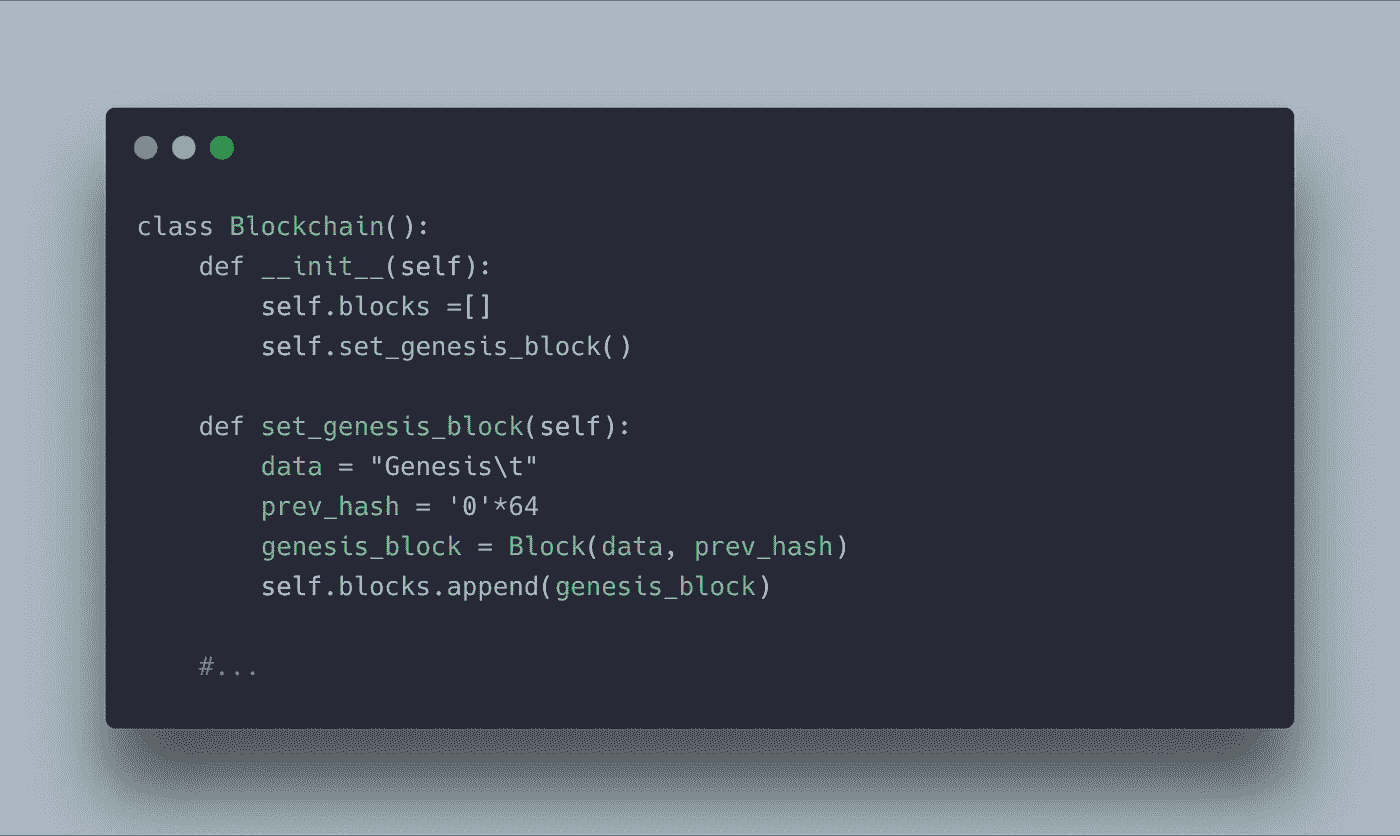 class Blockchain():
    def __init__(self):
        self.blocks =[]
        self.set_genesis_block()
    def set_genesis_block(self):
        data = "Genesis\t"
        prev_hash = '0'*64
        genesis_block = Block(data, prev_hash)
        self.blocks.append(genesis_block)
    #...